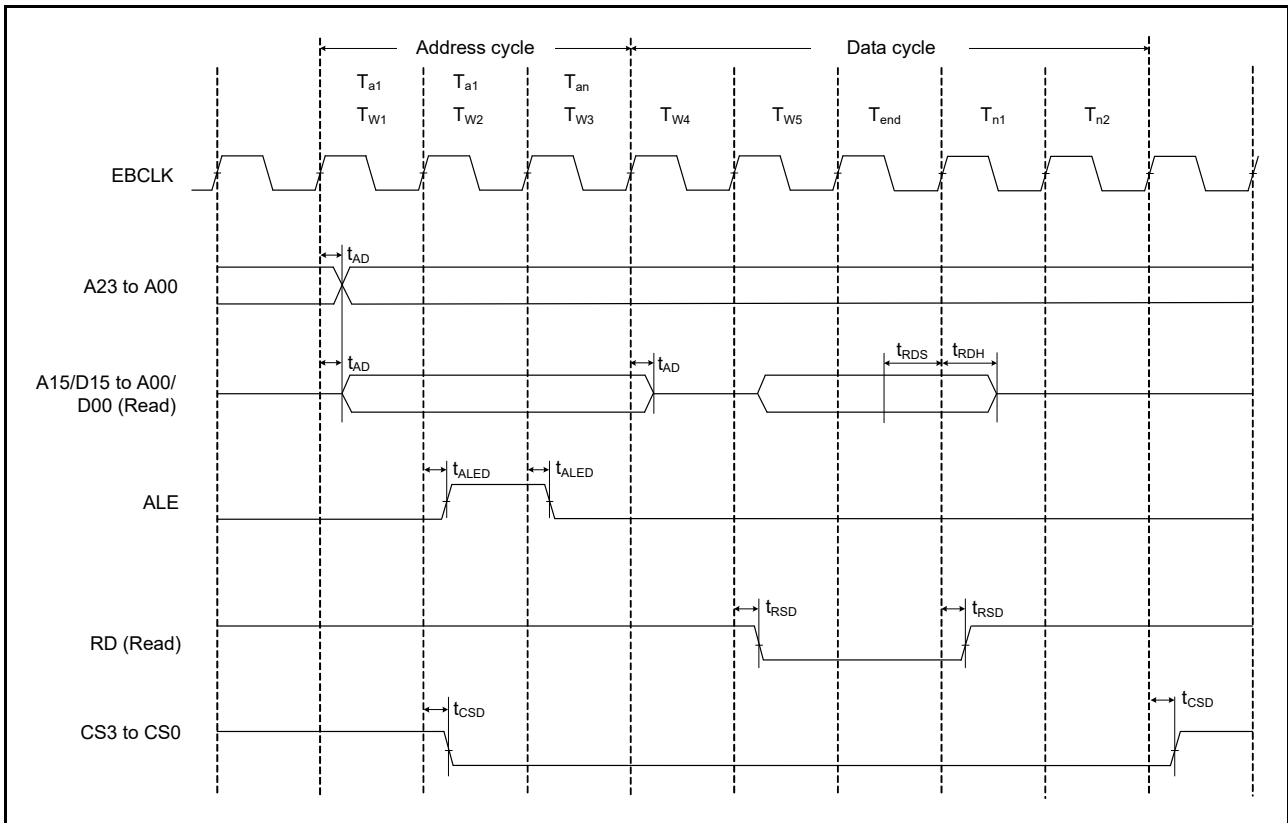 Address cycle Data cycle
Ta1 Ta1 Tan
TW1 TW2 TW3 TW4 TW5 Tend Tn1 Tn2
EBCLK
tAD
A23 to A00
tAD tAD tRDS tRDH
A15/D15 to A00/
D00 (Read)
tALED tALED
ALE
tRSD tRSD
RD (Read)
tCSD tCSD
CS3 to CS0